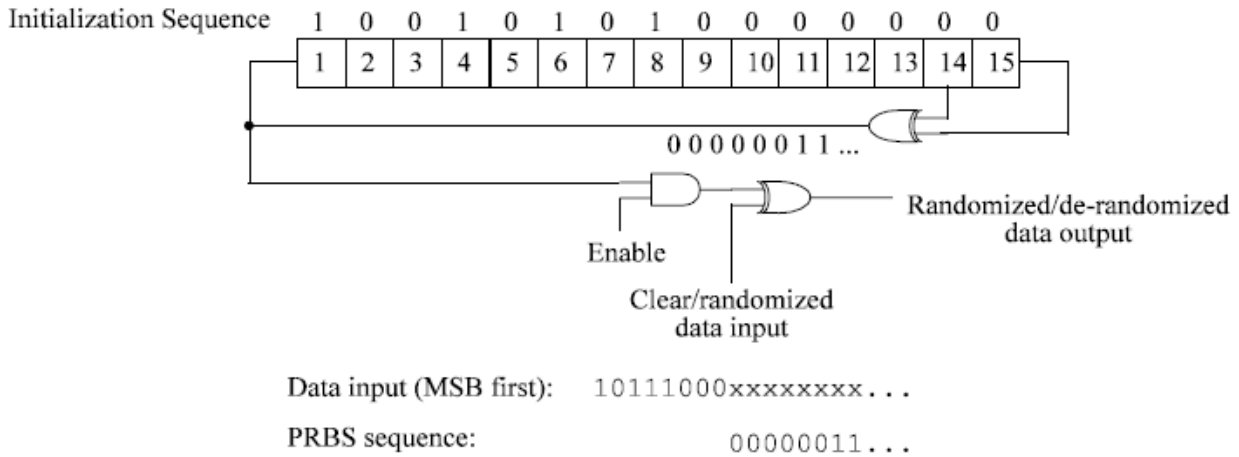 Initialization Sequence 1 0 0 1 0 1 0 1 0 0 0 0 0 0 0
1 2 3 4 5 6 7 8 9 10 11 12 13 14 15
0 0 0 0 0 0 1 1 ...
Enable
Randomized/de-randomized
data output
Clear/randomized
data input
Data input (MSB first): 10111000xxxxxxxx...
PRBS sequence: 00000011...